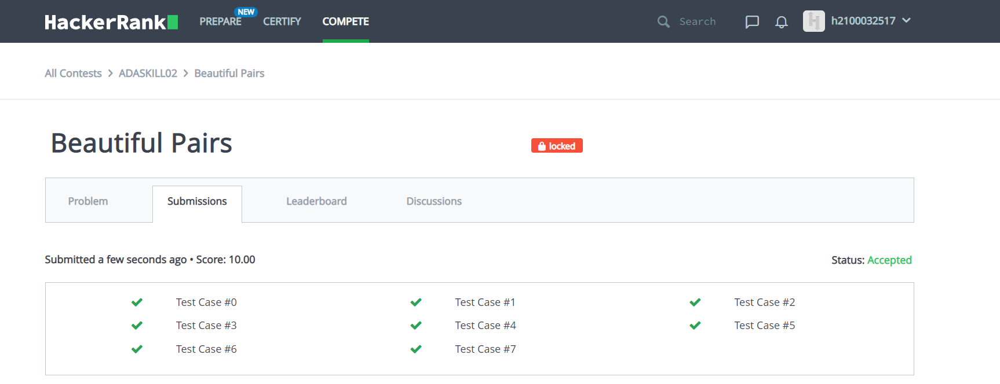 HackerRank PREPARE NEW CERTIFY COMPETE Search h2100032517
All Contests > ADASKILL02 > Beautiful Pairs
Beautiful Pairs locked
Problem Submissions Leaderboard Discussions
Submitted a few seconds ago • Score: 10.00 Status: Accepted
Test Case #0 Test Case #1 Test Case #2
Test Case #3 Test Case #4 Test Case #5
Test Case #6 Test Case #7